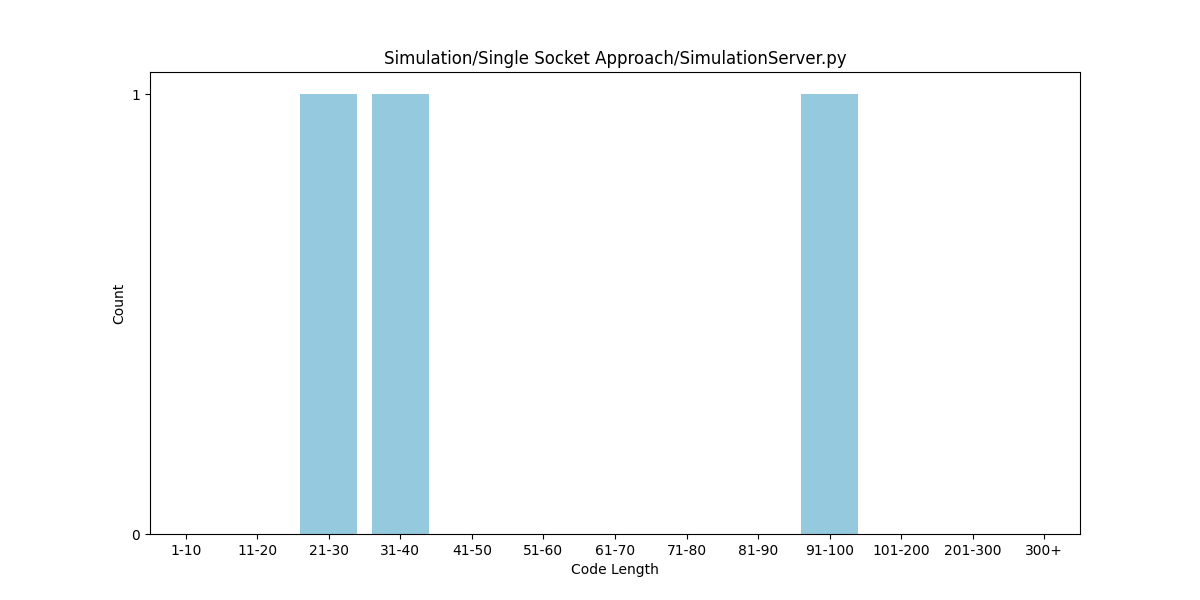 Simulation/Single Socket Approach/SimulationServer.py
1
Count
0
1-10 11-20 21-30 31-40 41-50 51-60 61-70 71-80 81-90 91-100 101-200 201-300 300+
Code Length